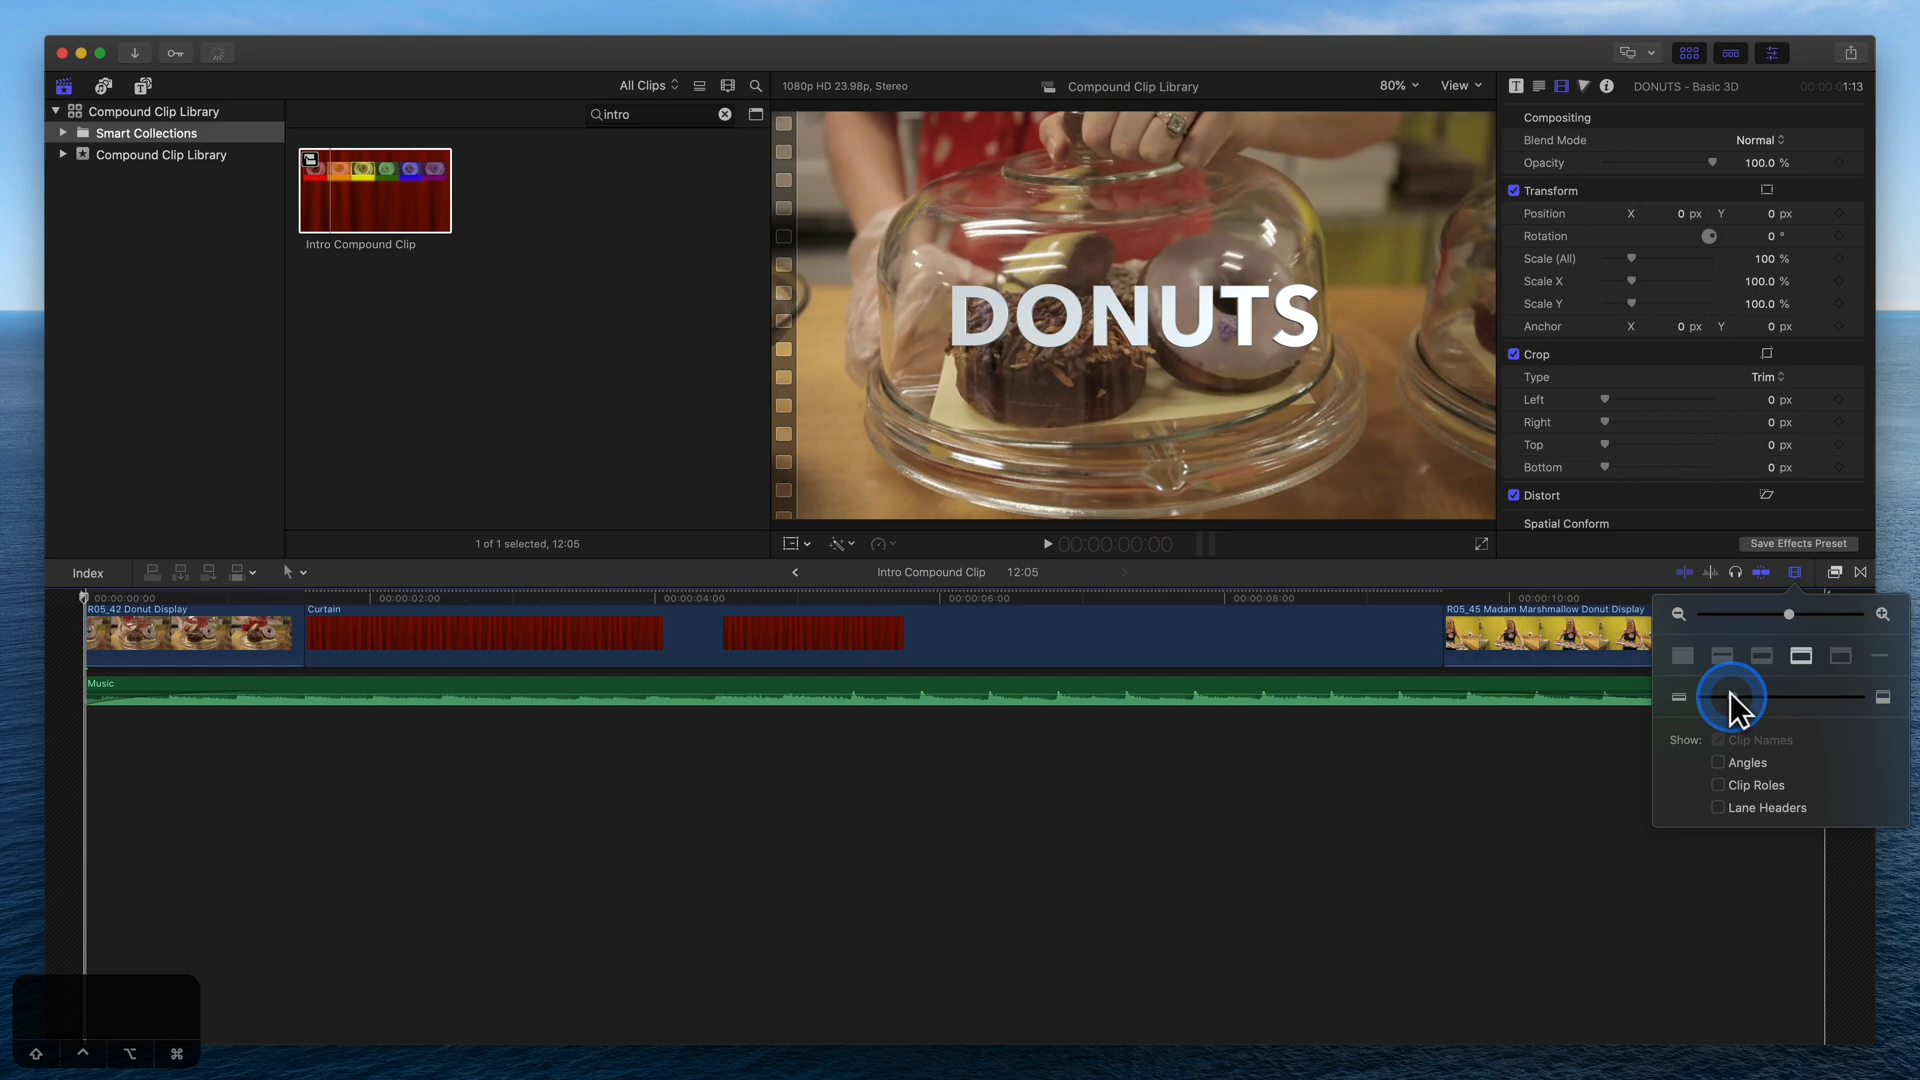 All Clips
1080p HD 23.98p, Stereo
Compound Clip Library
80%
View
DONUTS - Basic 3D
00:00:01:13
Compound Clip Library
Smart Collections
Compound Clip Library
intro
Intro Compound Clip
1 of 1 selected, 12:05
DONUTS
00:00:00:00
Compositing
Blend Mode
Normal
Opacity
100.0 %
Transform
Position X 0 px Y 0 px
Rotation 0 °
Scale (All) 100 %
Scale X 100.0 %
Scale Y 100.0 %
Anchor X 0 px Y 0 px
Crop
Type Trim
Left 0 px
Right 0 px
Top 0 px
Bottom 0 px
Distort
Spatial Conform
Save Effects Preset
Index
Intro Compound Clip 12:05
00:00:00:00 00:00:02:00 00:00:04:00 00:00:06:00 00:00:08:00 00:00:10:00
R05_42 Donut Display
Curtain
R05_45 Madam Marshmallow Donut Display
Music
Show: Clip Names
Angles
Clip Roles
Lane Headers